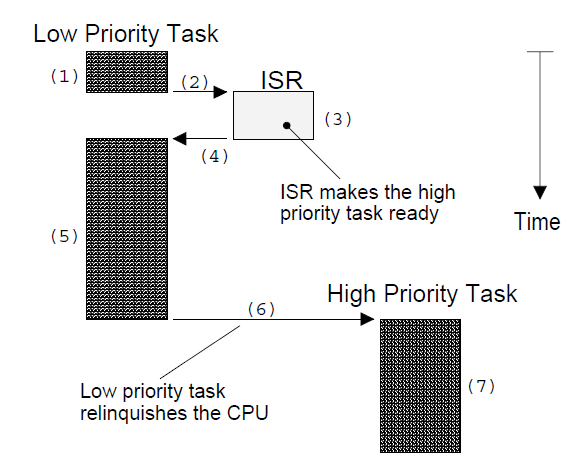 Low Priority Task
(1)
(2)
ISR
(3)
(4)
ISR makes the high
priority task ready
Time
(5)
High Priority Task
(6)
Low priority task
relinquishes the CPU
(7)